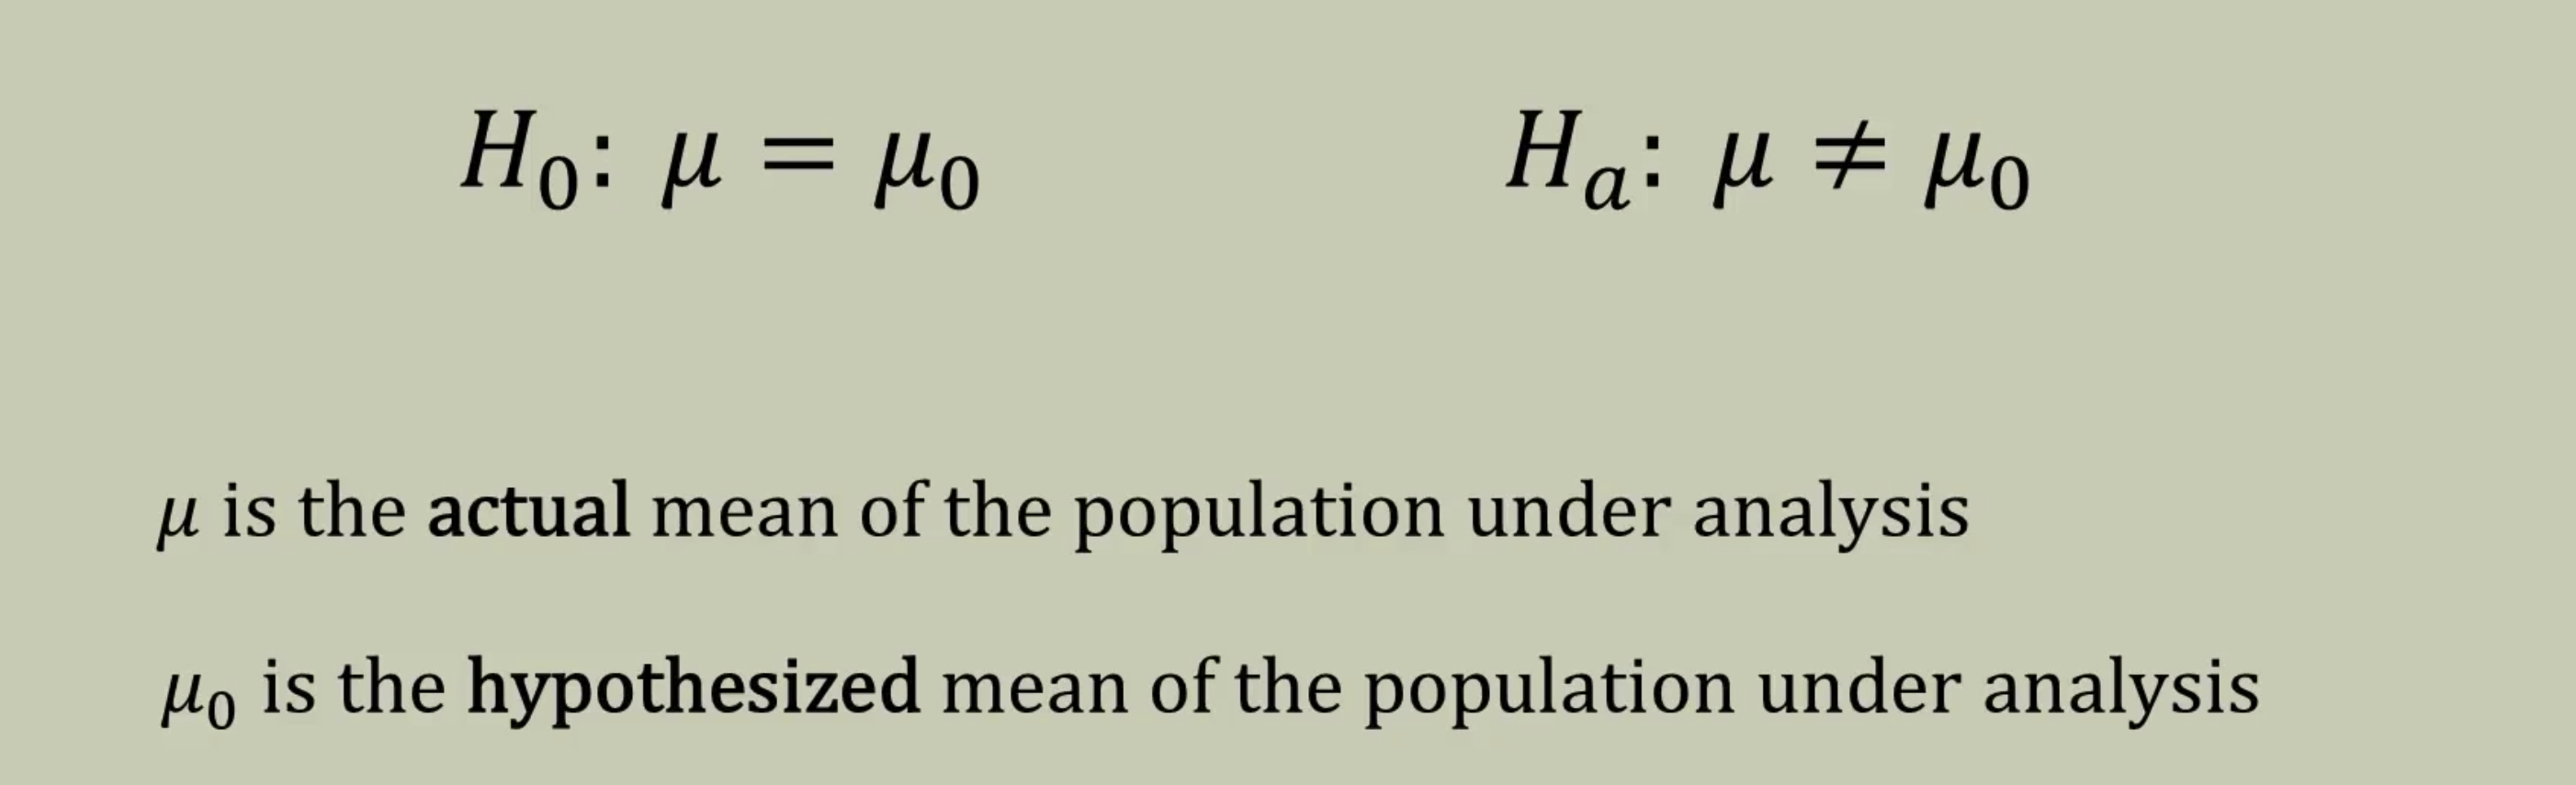 H₀: μ = μ₀ Hₐ: μ ≠ μ₀
μ is the actual mean of the population under analysis
μ₀ is the hypothesized mean of the population under analysis